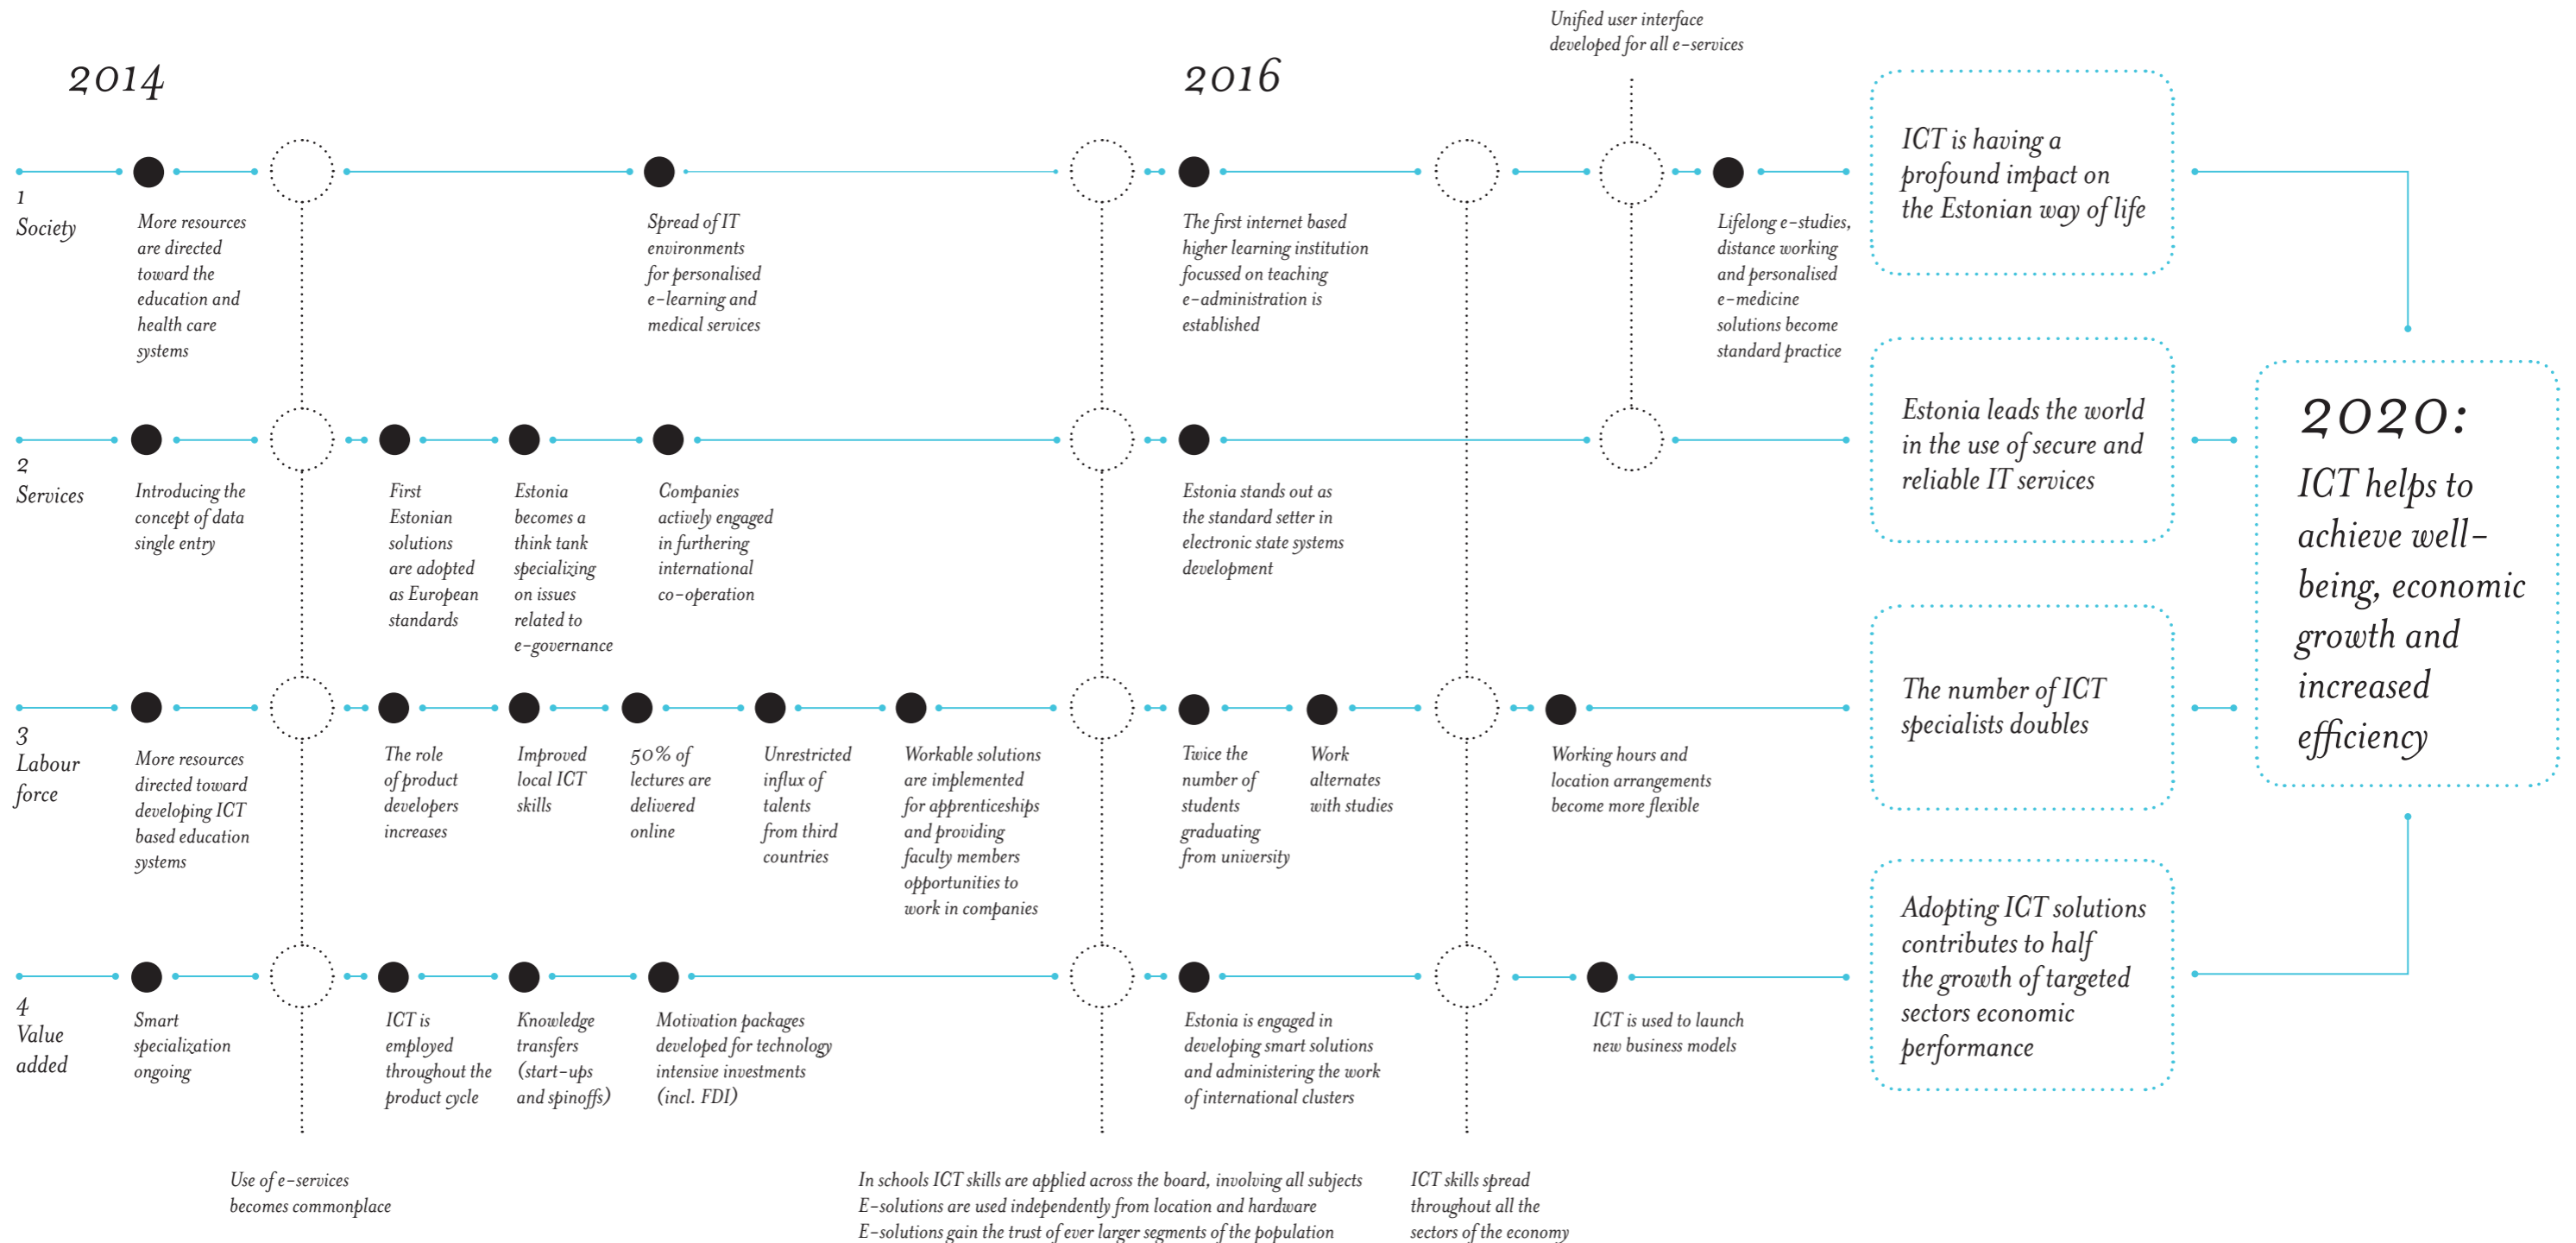 Unified user interface
developed for all e-services
2014
2016
1
Society
More resources
are directed
toward the
education and
health care
systems
Spread of IT
environments
for personalised
e-learning and
medical services
The first internet based
higher learning institution
focussed on teaching
e-administration is
established
Lifelong e-studies,
distance working
and personalised
e-medicine
solutions become
standard practice
ICT is having a
profound impact on
the Estonian way of life
2
Services
Introducing the
concept of data
single entry
First
Estonian
solutions
are adopted
as European
standards
Estonia
becomes a
think tank
specializing
on issues
related to
e-governance
Companies
actively engaged
in furthering
international
co-operation
Estonia stands out as
the standard setter in
electronic state systems
development
Estonia leads the world
in the use of secure and
reliable IT services
3
Labour
force
More resources
directed toward
developing ICT
based education
systems
The role
of product
developers
increases
Improved
local ICT
skills
50% of
lectures are
delivered
online
Unrestricted
influx of
talents
from third
countries
Workable solutions
are implemented
for apprenticeships
and providing
faculty members
opportunities to
work in companies
Twice the
number of
students
graduating
from university
Work
alternates
with studies
Working hours and
location arrangements
become more flexible
The number of ICT
specialists doubles
4
Value
added
Smart
specialization
ongoing
ICT is
employed
throughout the
product cycle
Knowledge
transfers
(start-ups
and spinoffs)
Motivation packages
developed for technology
intensive investments
(incl. FDI)
Estonia is engaged in
developing smart solutions
and administering the work
of international clusters
ICT is used to launch
new business models
Adopting ICT solutions
contributes to half
the growth of targeted
sectors economic
performance
2020:
ICT helps to
achieve well-
being, economic
growth and
increased
efficiency
Use of e-services
becomes commonplace
In schools ICT skills are applied across the board, involving all subjects
E-solutions are used independently from location and hardware
E-solutions gain the trust of ever larger segments of the population
ICT skills spread
throughout all the
sectors of the economy